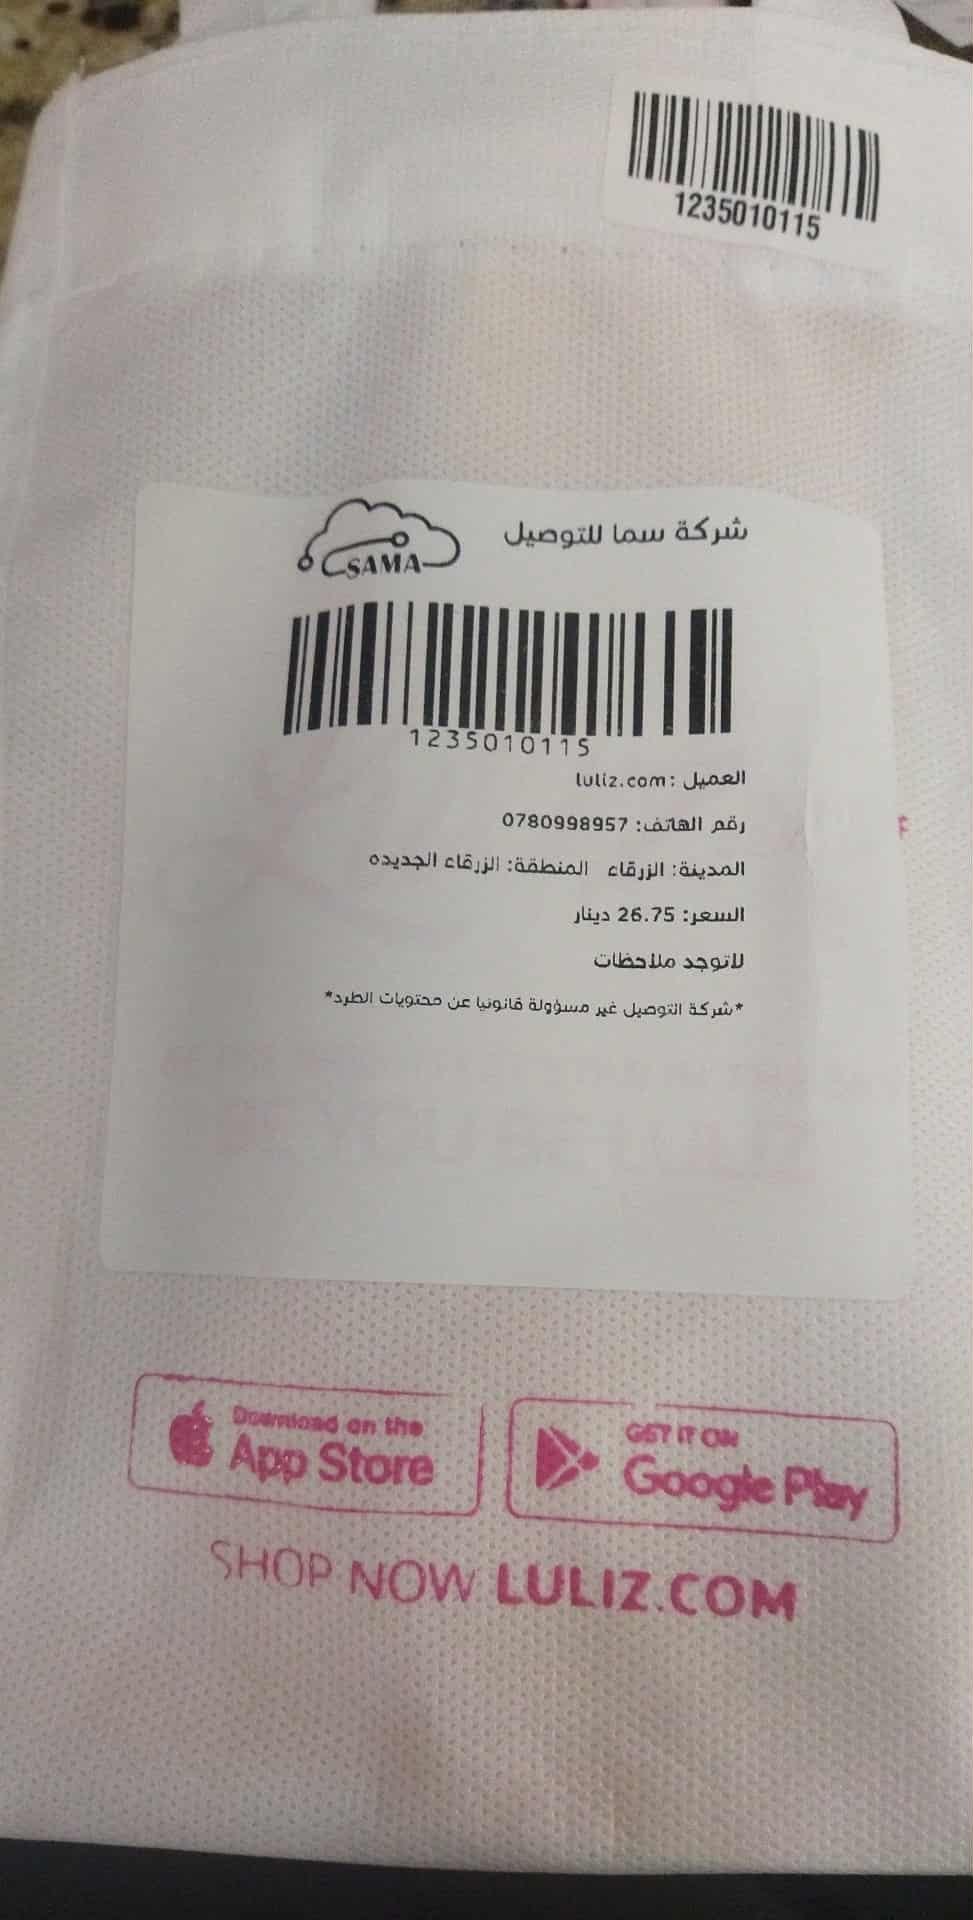 1235010115
شركة سما للتوصيل
SAMA
1235010115
العميل: luliz.com
رقم الهاتف: 0780998957
المدينة: الزرقاء المنطقة: الزرقاء الجديده
السعر: 26.75 دينار
لاتوجد ملاحظات
*شركة التوصيل غير مسؤولة قانونيا عن محتويات الطرد*
Download on the
App Store
GET IT ON
Google Play
SHOP NOW LULIZ.COM